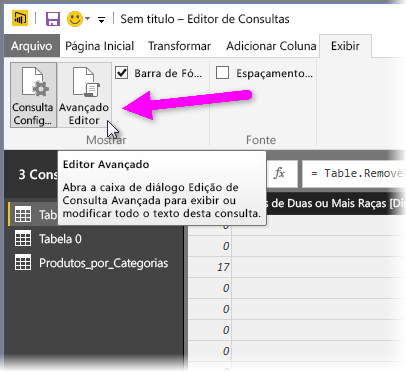 Sem título – Editor de Consultas
Arquivo Página Inicial Transformar Adicionar Coluna Exibir
Consulta Config...
Avançado Editor
Barra de Fó...
Espaçamento...
Mostrar
Fonte
Editor Avançado
Abra a caixa de diálogo Edição de
Consulta Avançada para exibir ou
modificar todo o texto desta consulta.
3 Cons
fx
= Table.Remove
de Duas ou Mais Raças [Dis
Tab
0
0
Tabela 0
17
Produtos_por_Categorias
0
0
0
0
0